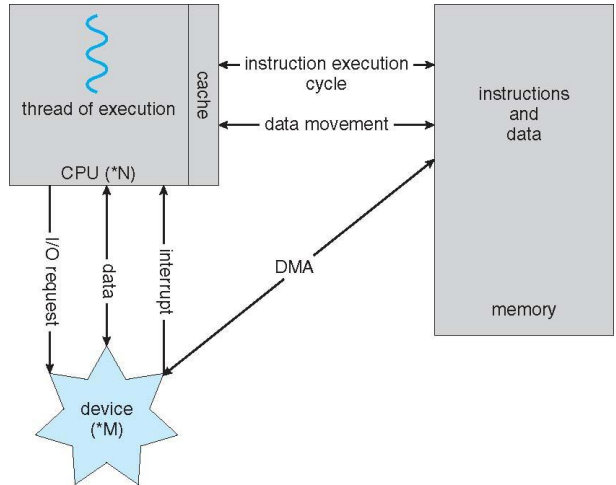 thread of execution
cache
CPU (*N)
instruction execution
cycle
data movement
instructions
and
data
memory
I/O request
data
interrupt
DMA
device
(*M)